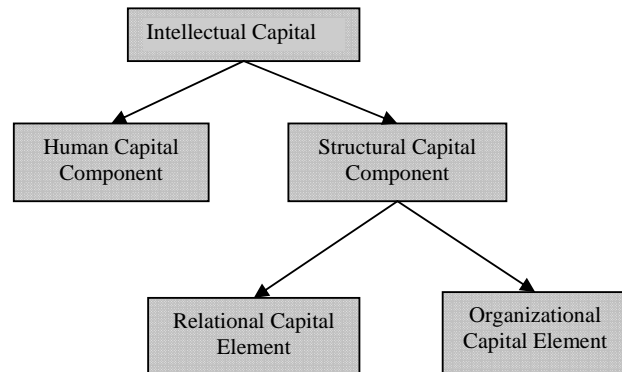 Intellectual Capital
Human Capital
Component
Structural Capital
Component
Relational Capital
Element
Organizational
Capital Element